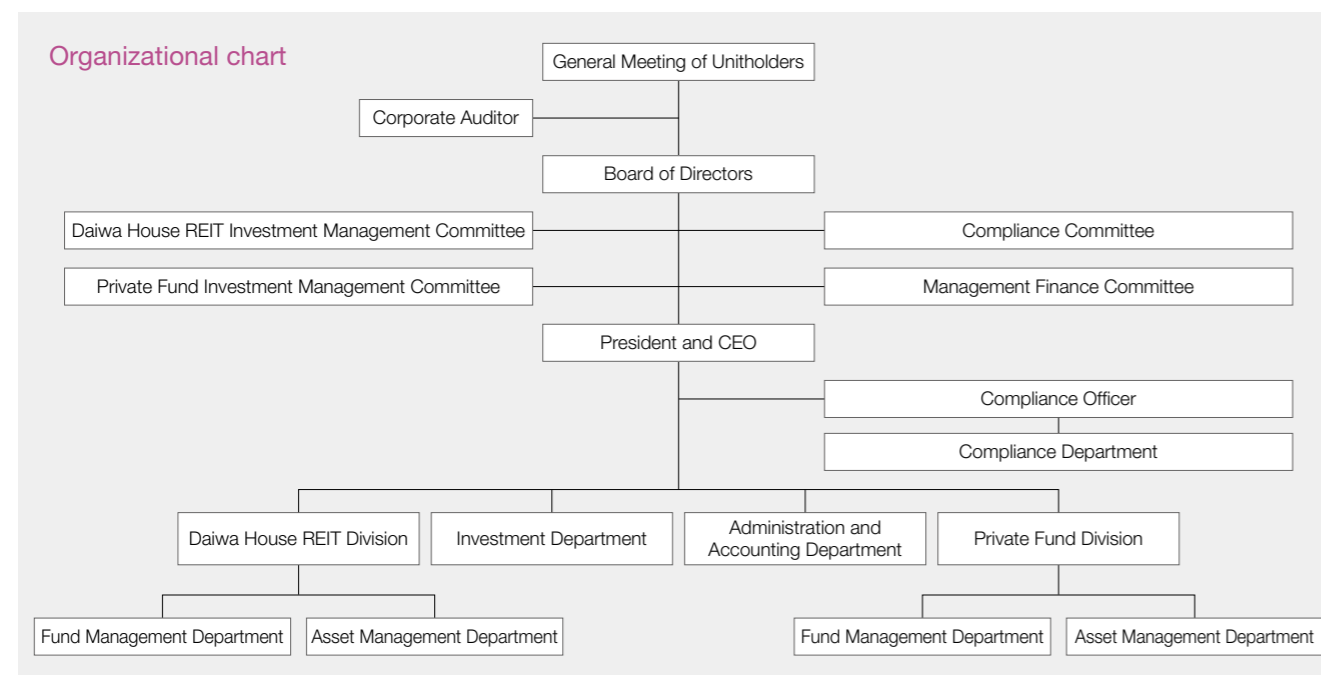 Organizational chart
General Meeting of Unitholders
Corporate Auditor
Board of Directors
Daiwa House REIT Investment Management Committee
Compliance Committee
Private Fund Investment Management Committee
Management Finance Committee
President and CEO
Compliance Officer
Compliance Department
Daiwa House REIT Division
Investment Department
Administration and
Accounting Department
Private Fund Division
Fund Management Department
Asset Management Department
Fund Management Department
Asset Management Department